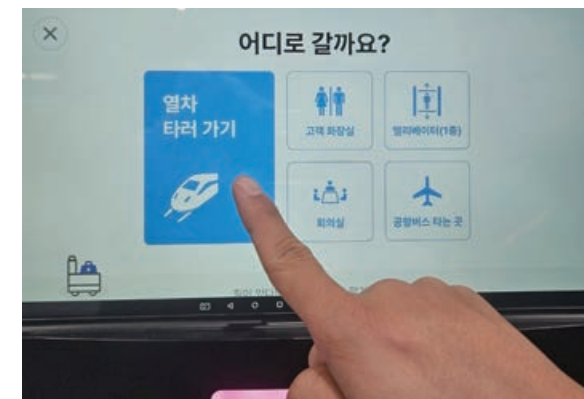 어디로 갈까요?
열차
타러 가기
고객 화장실
엘리베이터(1층)
회의실
공항버스 타는 곳